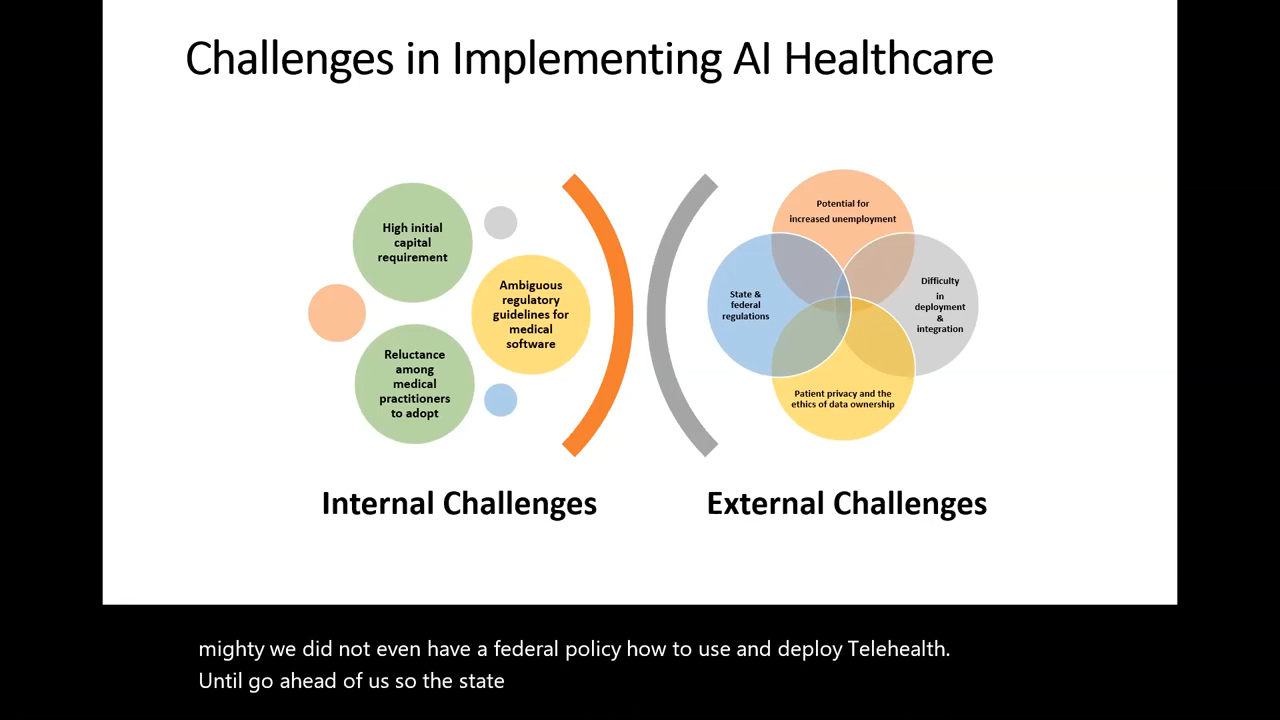 Challenges in Implementing AI Healthcare
High initial
capital
requirement
Ambiguous
regulatory
guidelines for
medical
software
Reluctance
among
medical
practitioners
to adopt
Internal Challenges
Potential for
increased unemployment
State &
federal
regulations
Difficulty
in
deployment
&
integration
Patient privacy and the
ethics of data ownership
External Challenges
mighty we did not even have a federal policy how to use and deploy Telehealth.
Until go ahead of us so the state